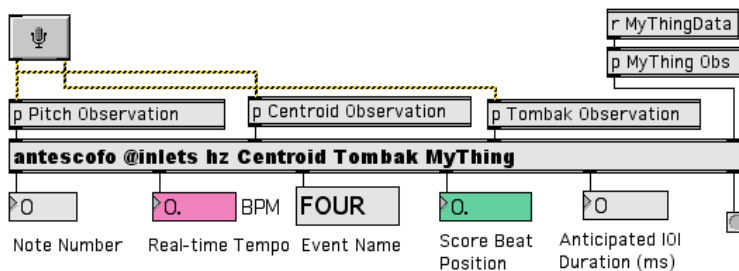 r MyThingData
p MyThing Obs
p Pitch Observation
p Centroid Observation
p Tombak Observation
antescofo @inlets hz Centroid Tombak MyThing
0
0.
BPM
FOUR
0.
0
Note Number
Real-time Tempo
Event Name
Score Beat
Position
Anticipated IOI
Duration (ms)